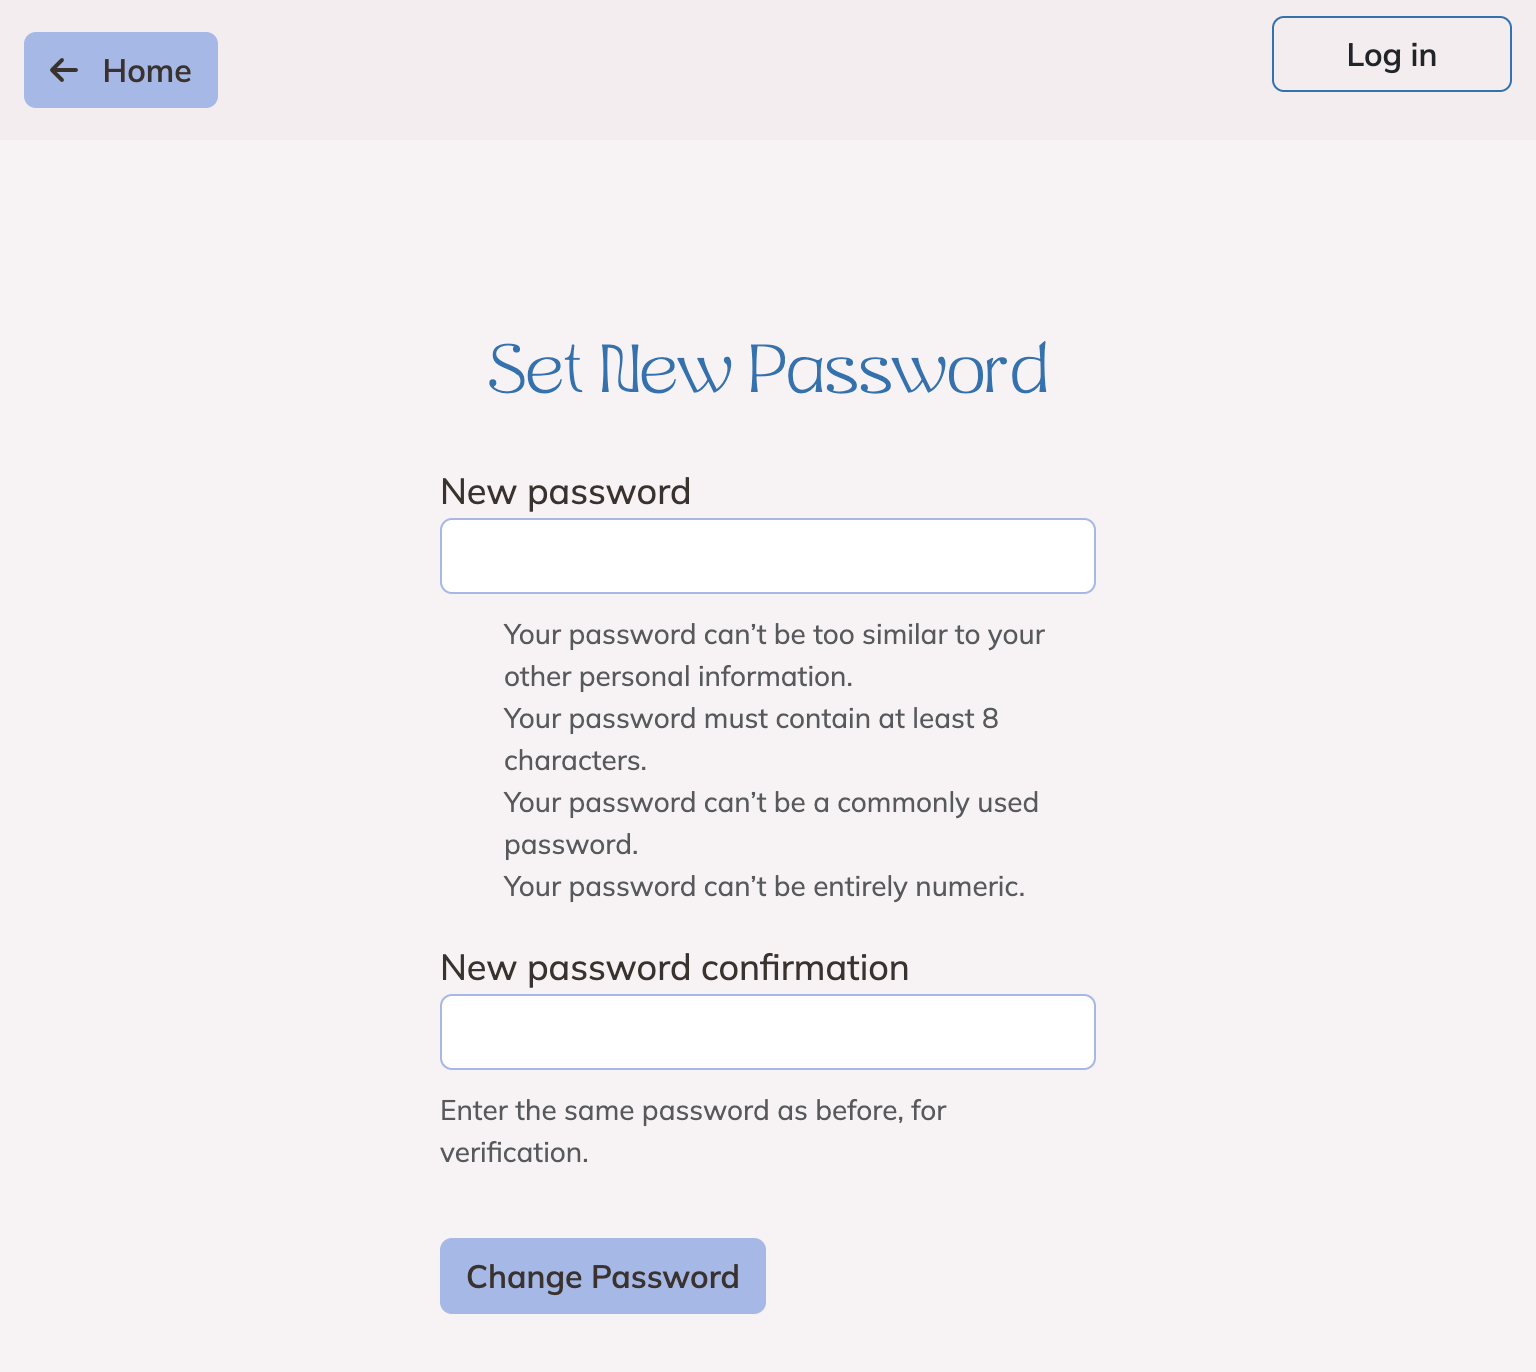 Home
Log in
Set New Password
New password
Your password can’t be too similar to your
other personal information.
Your password must contain at least 8
characters.
Your password can’t be a commonly used
password.
Your password can’t be entirely numeric.
New password confirmation
Enter the same password as before, for
verification.
Change Password